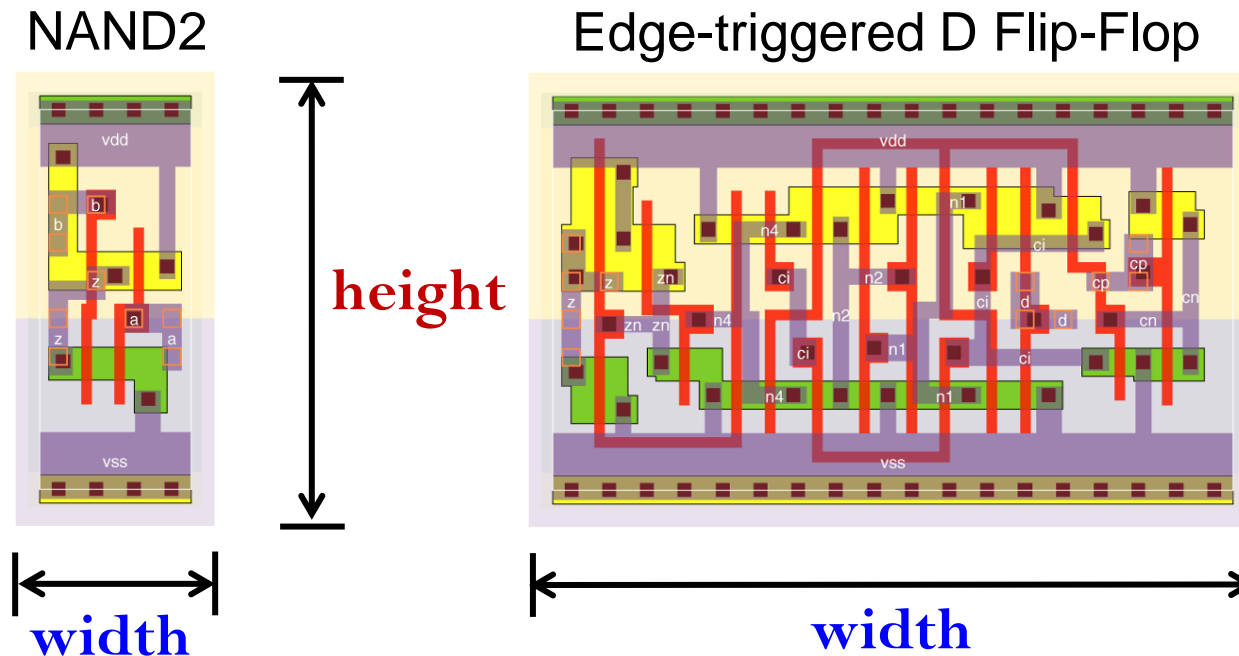 NAND2
Edge-triggered D Flip-Flop
vdd
b
b
z
a
z
a
vss
height
vdd
n1
n4
ci
cp
z
z
zn
ci
n2
ci
d
cp
cn
zn
zn
n4
n2
d
cn
ci
n1
ci
n4
n1
vss
width
width